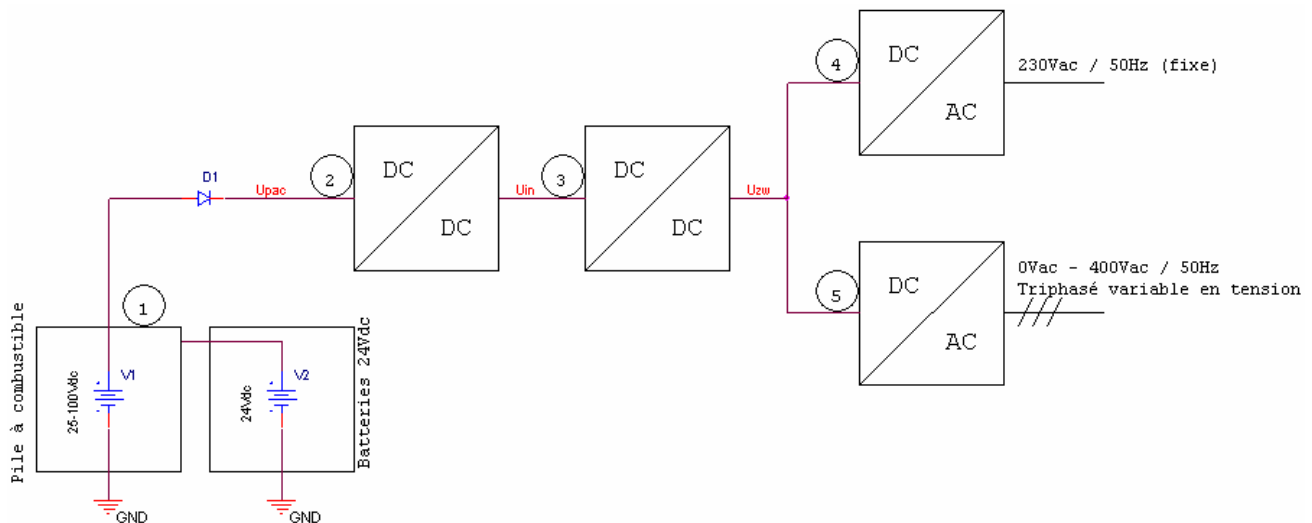 4
DC
AC
230Vac / 50Hz (fixe)
D1
Upac
2
DC
DC
Uin
3
DC
DC
Uzw
5
DC
AC
0Vac - 400Vac / 50Hz
Triphasé variable en tension
1
Pile à combustible
25-100Vdc
V1
GND
24Vdc
V2
Batteries 24Vdc
GND